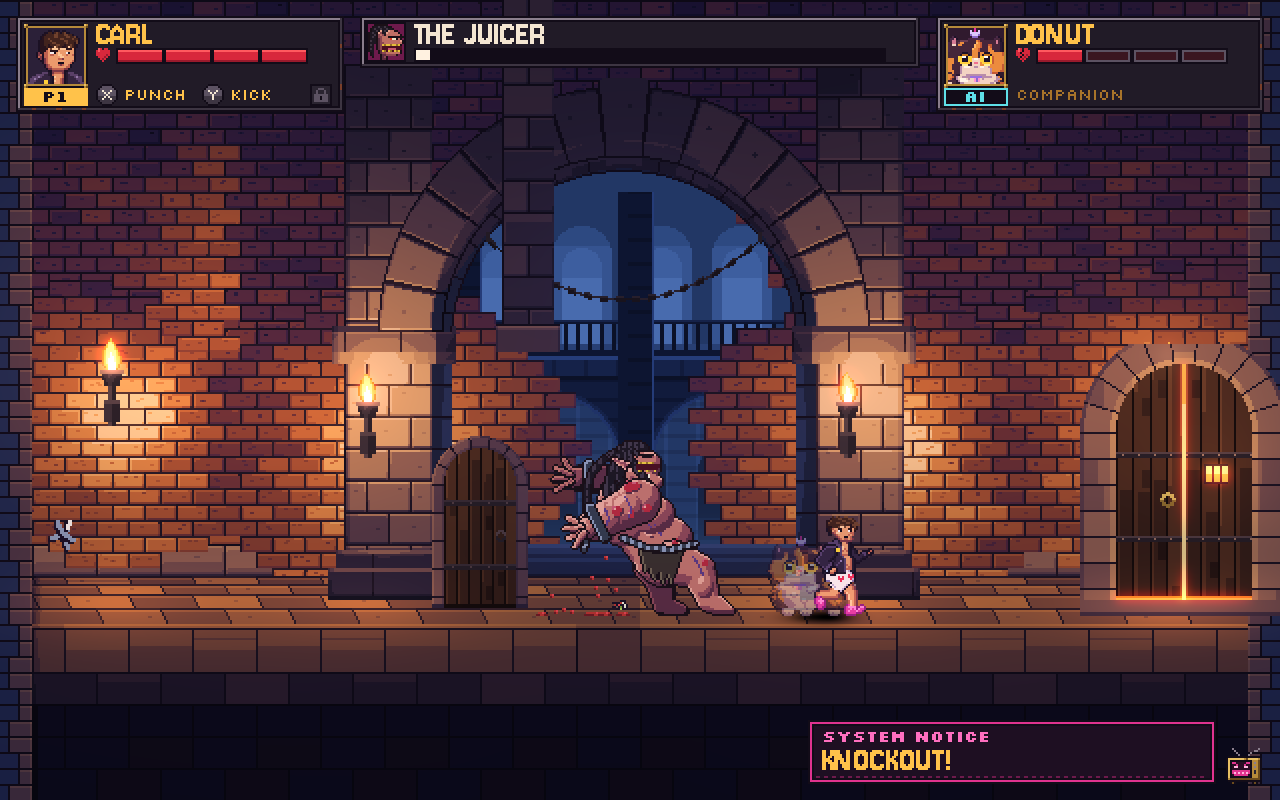 CARL
P1
X PUNCH Y KICK
THE JUICER
DONUT
AI
COMPANION
SYSTEM NOTICE
KNOCKOUT!